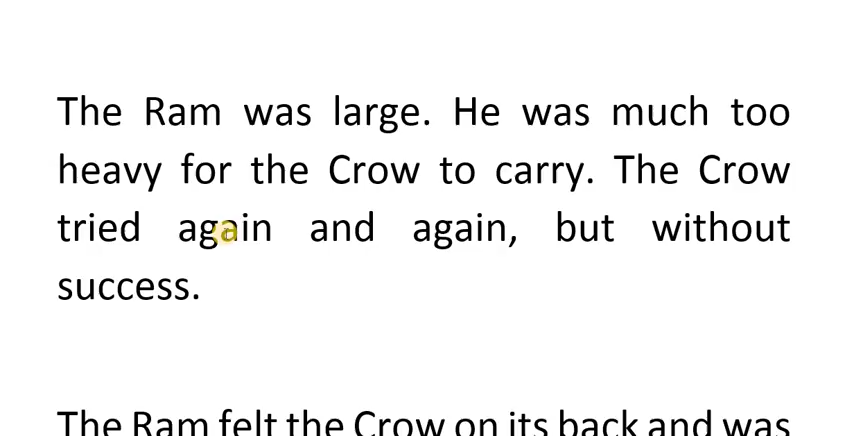 The Ram was large. He was much too
heavy for the Crow to carry. The Crow
tried again and again, but without
success.
The Ram felt the Crow on its back and was